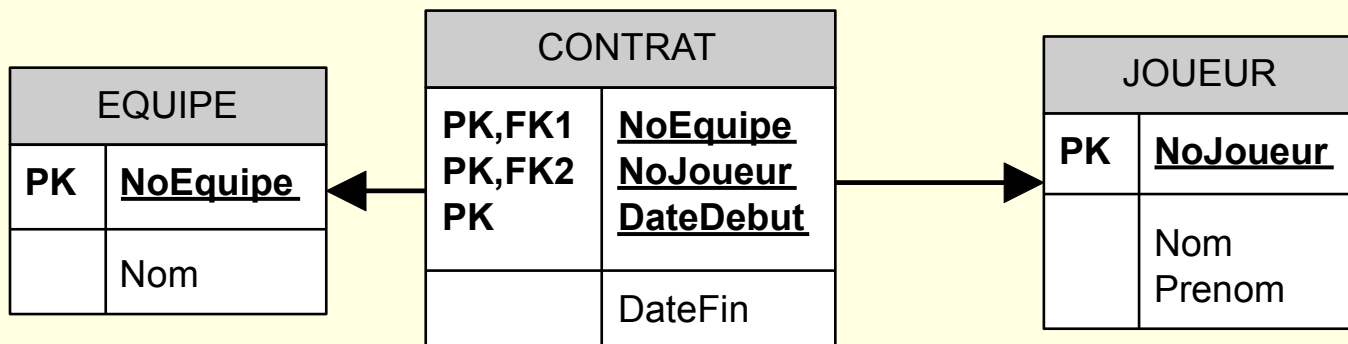 EQUIPE
PK NoEquipe
Nom
CONTRAT
PK,FK1 NoEquipe
PK,FK2 NoJoueur
PK DateDebut
DateFin
JOUEUR
PK NoJoueur
Nom
Prenom